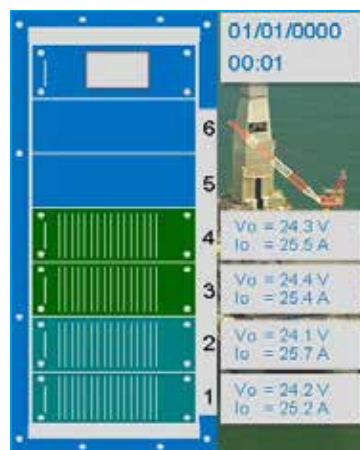 01/01/0000
00:01
6
5
4
Vo = 24.3 V
Io = 25.5 A
3
Vo = 24.4 V
Io = 25.4 A
2
Vo = 24.1 V
Io = 25.7 A
1
Vo = 24.2 V
Io = 25.2 A